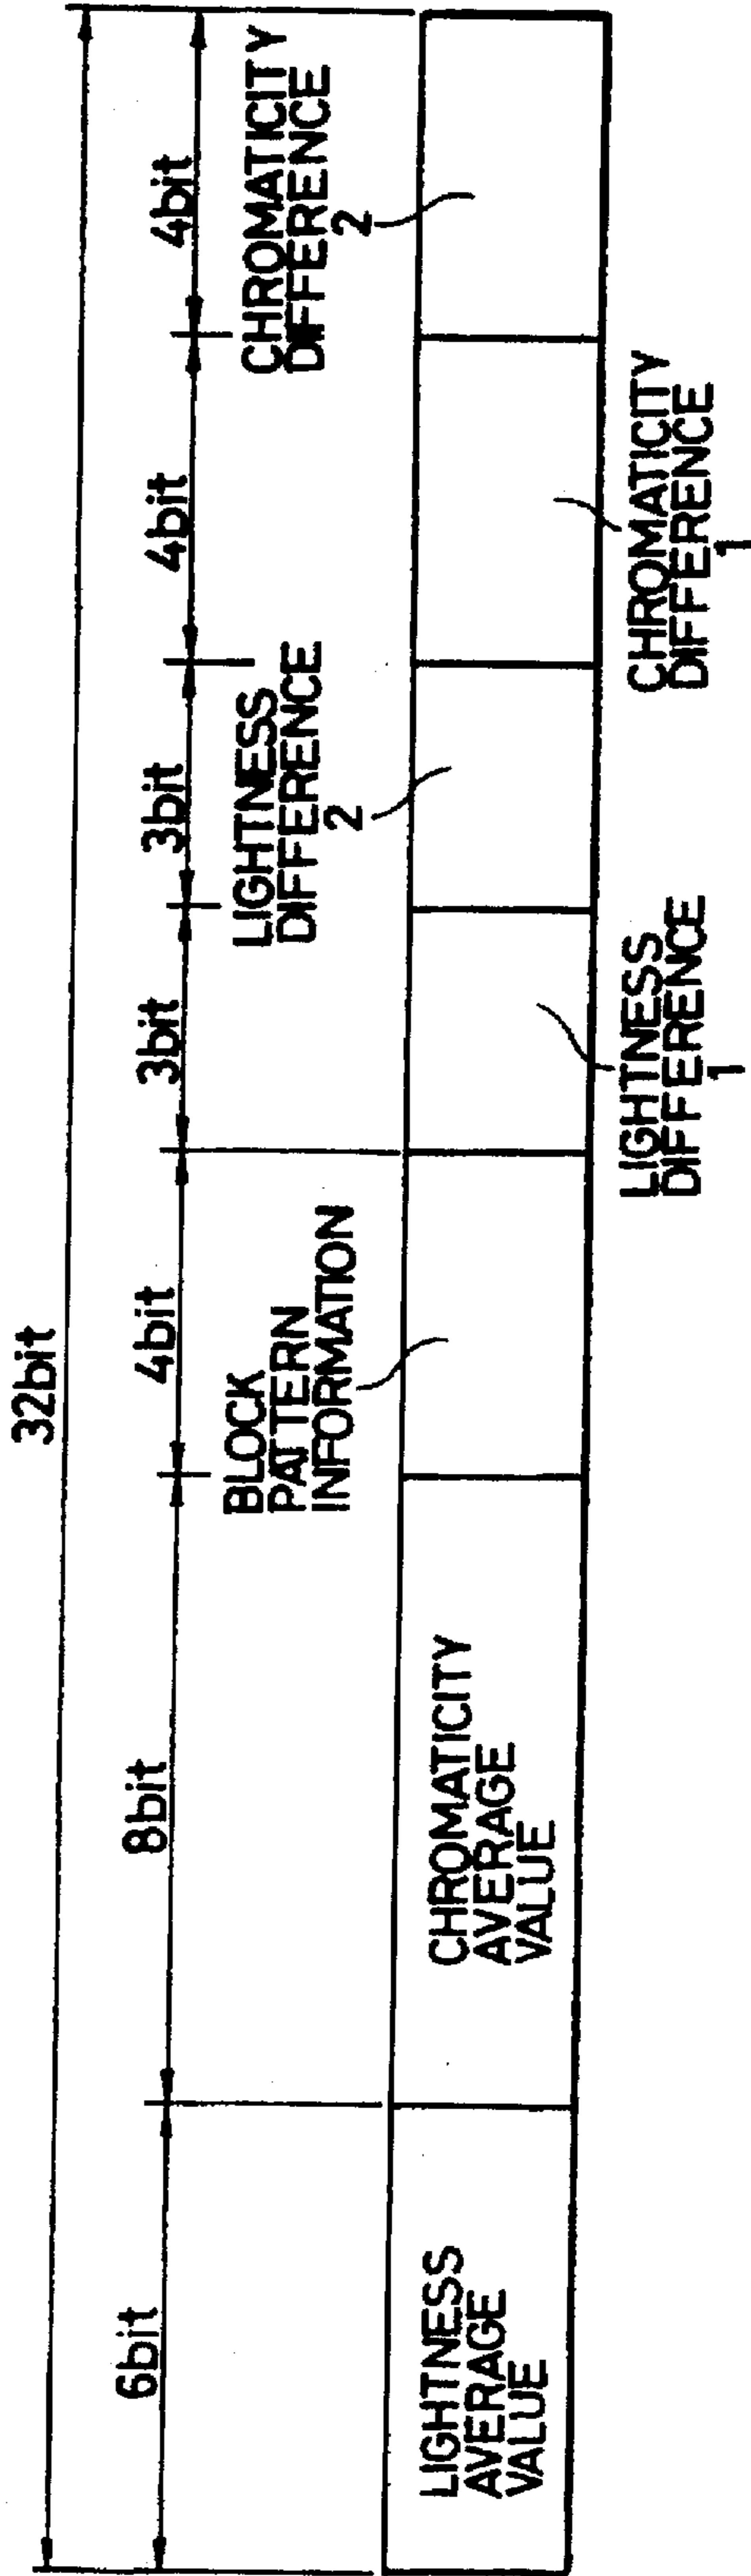 32bit
6bit
8bit
4bit
3bit
3bit
4bit
4bit
BLOCK
PATTERN
INFORMATION
LIGHTNESS
DIFFERENCE
2
CHROMATICITY
DIFFERENCE
2
LIGHTNESS
AVERAGE
VALUE
CHROMATICITY
AVERAGE
VALUE
LIGHTNESS
DIFFERENCE
1
CHROMATICITY
DIFFERENCE
1